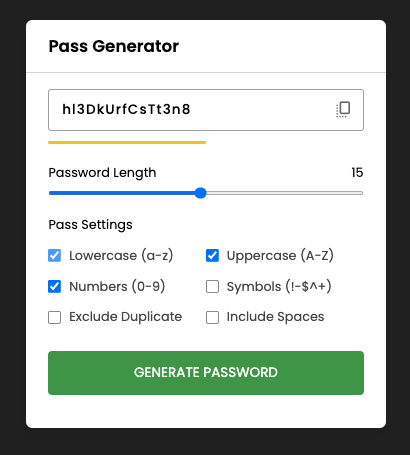 Pass Generator
hl3DkUrfCsTt3n8
Password Length 15
Pass Settings
Lowercase (a-z) Uppercase (A-Z)
Numbers (0-9) Symbols (!-$^+)
Exclude Duplicate Include Spaces
GENERATE PASSWORD